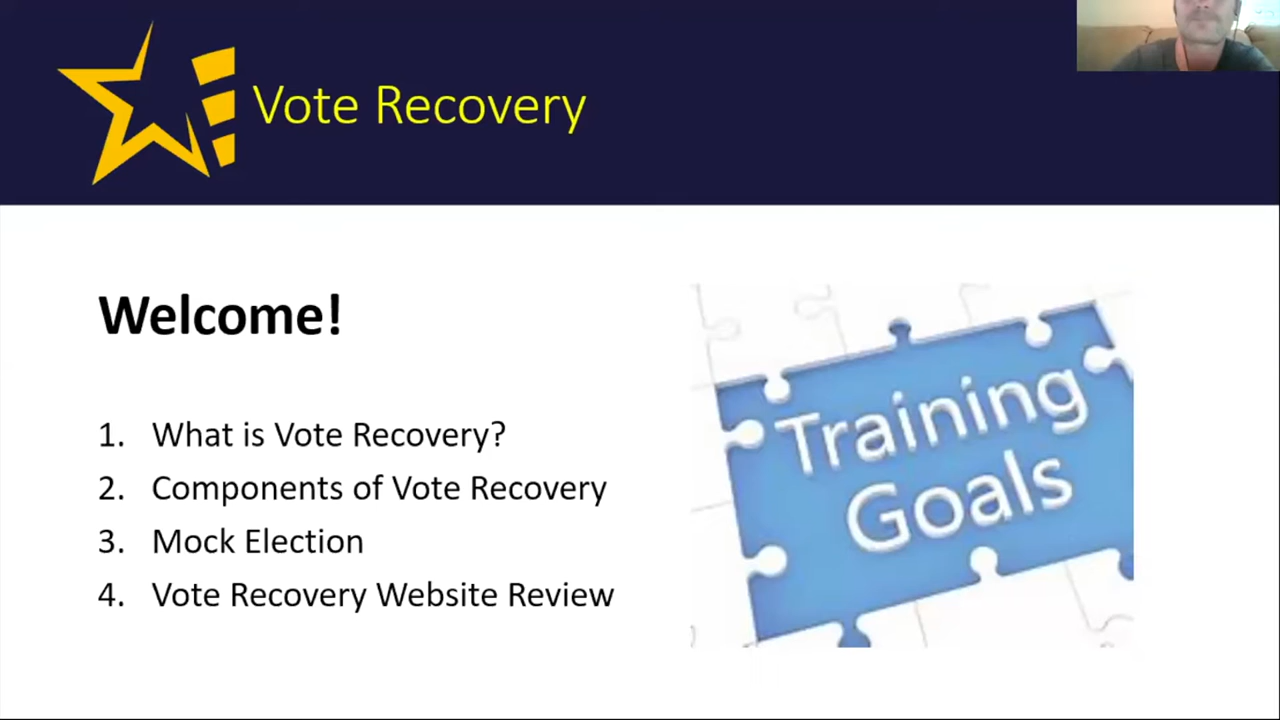 Vote Recovery
Welcome!
1. What is Vote Recovery?
2. Components of Vote Recovery
3. Mock Election
4. Vote Recovery Website Review
Training
Goals